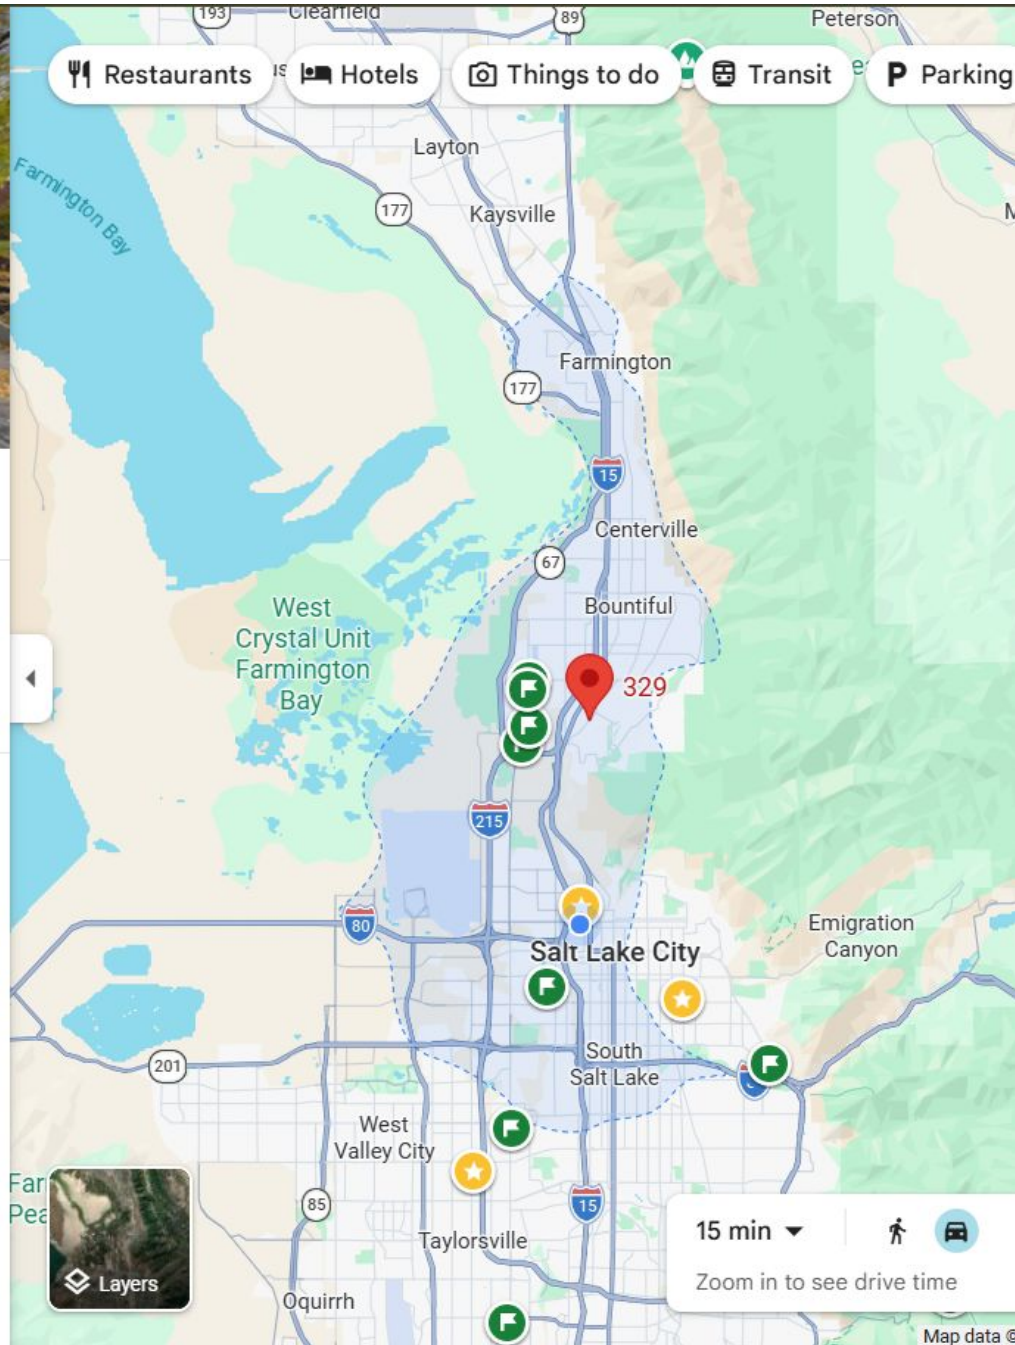 193
Clearfield
89
Peterson
Restaurants
Hotels
Things to do
Transit
Parking
Layton
Farmington Bay
177
Kaysville
Farmington
177
15
Centerville
67
Bountiful
West
Crystal Unit
Farmington
Bay
329
215
80
Emigration
Canyon
Salt Lake City
South
Salt Lake
201
West
Valley City
85
15
15 min
Taylorsville
Zoom in to see drive time
Layers
Oquirrh
Map data ©